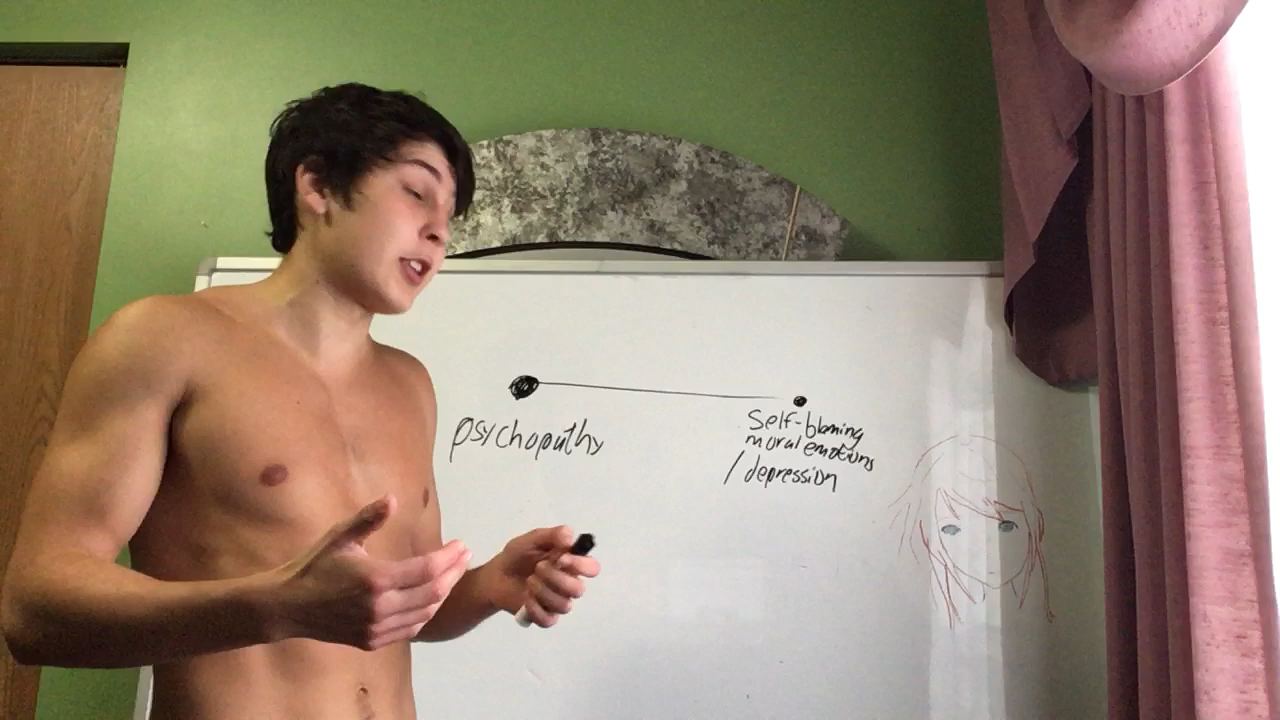 psychopathy
Self-blaming
moral emotions
/depression